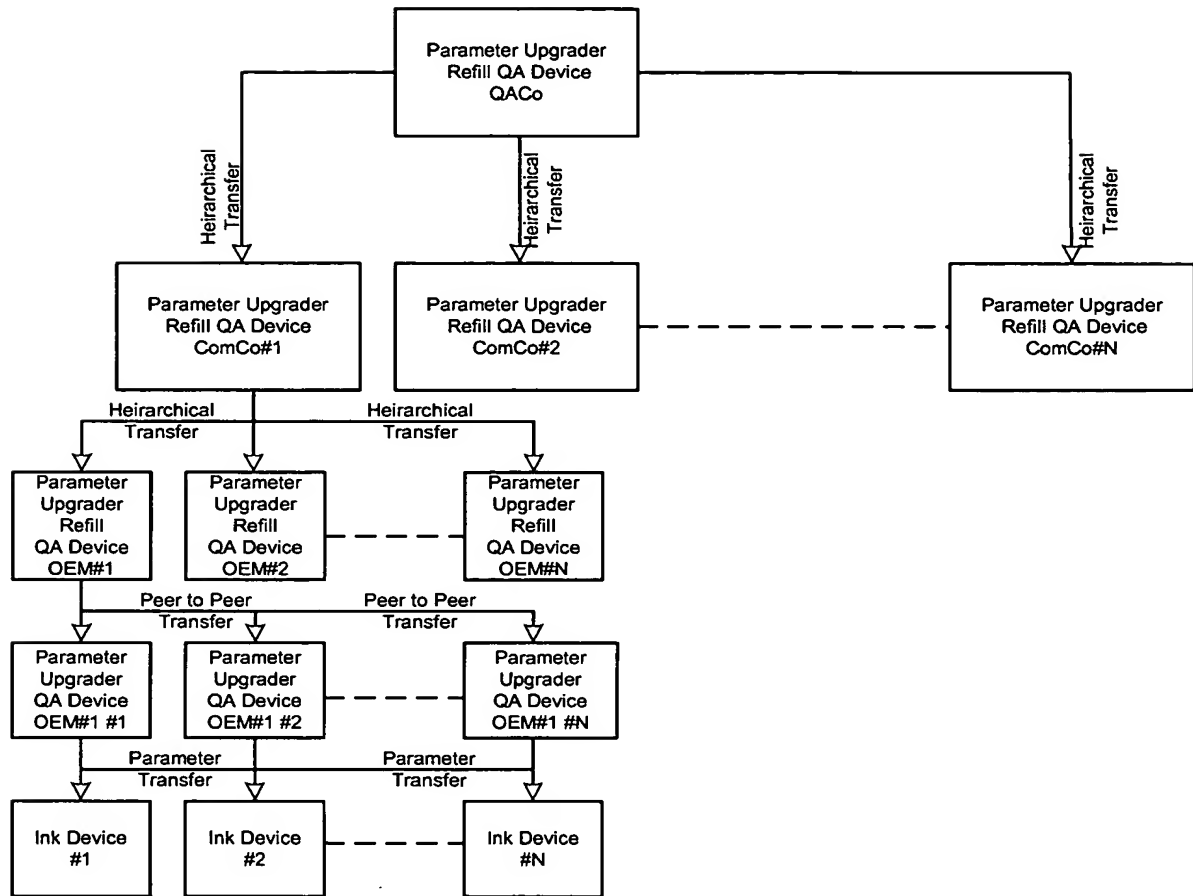 Parameter Upgrader
Refill QA Device
QACo
Heirarchical
Transfer
Heirarchical
Transfer
Heirarchical
Transfer
Parameter Upgrader
Refill QA Device
ComCo#1
Parameter Upgrader
Refill QA Device
ComCo#2
Parameter Upgrader
Refill QA Device
ComCo#N
Heirarchical
Transfer
Heirarchical
Transfer
Parameter
Upgrader
Refill
QA Device
OEM#1
Parameter
Upgrader
Refill
QA Device
OEM#2
Parameter
Upgrader
Refill
QA Device
OEM#N
Peer to Peer
Transfer
Peer to Peer
Transfer
Parameter
Upgrader
QA Device
OEM#1 #1
Parameter
Upgrader
QA Device
OEM#1 #2
Parameter
Upgrader
QA Device
OEM#1 #N
Parameter
Transfer
Parameter
Transfer
Ink Device
#1
Ink Device
#2
Ink Device
#N